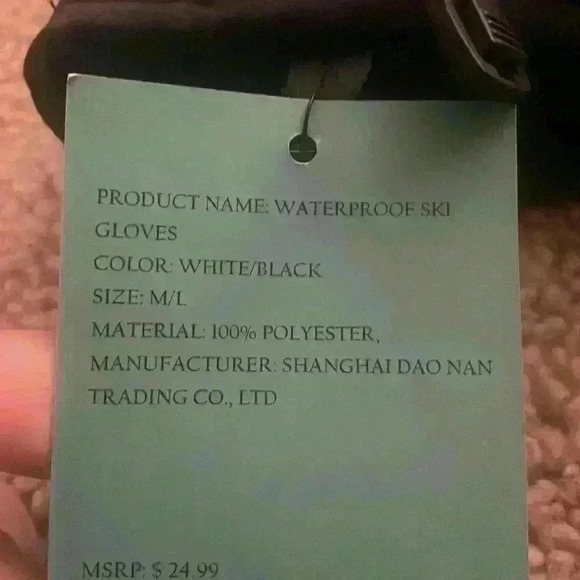 PRODUCT NAME: WATERPROOF SKI
GLOVES
COLOR: WHITE/BLACK
SIZE: M/L
MATERIAL: 100% POLYESTER,
MANUFACTURER: SHANGHAI DAO NAN
TRADING CO., LTD
MSRP: $ 24.99